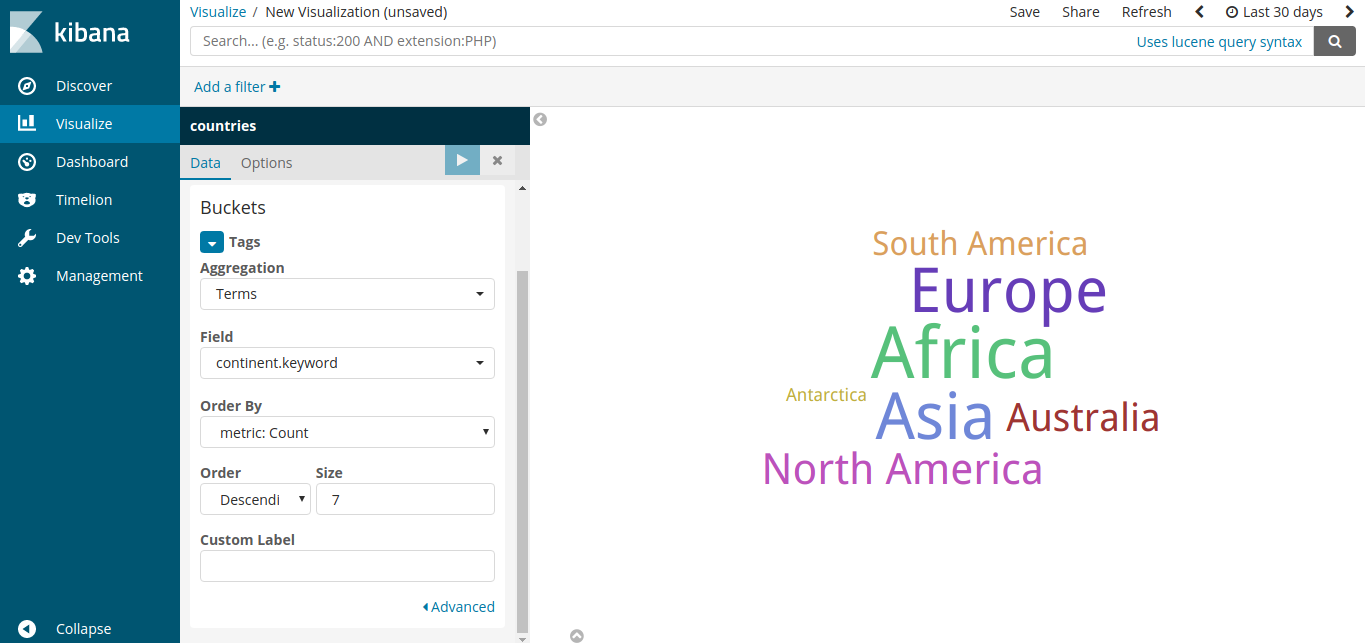 kibana
Discover
Visualize
Dashboard
Timelion
Dev Tools
Management
Collapse
Visualize / New Visualization (unsaved)
Save Share Refresh Last 30 days
Search... (e.g. status:200 AND extension:PHP) Uses lucene query syntax
Add a filter
countries
Data Options
Buckets
Tags
Aggregation
Terms
Field
continent.keyword
Order By
metric: Count
Order Size
Descendi 7
Custom Label
Advanced
South America
Europe
Africa
Antarctica
Asia Australia
North America